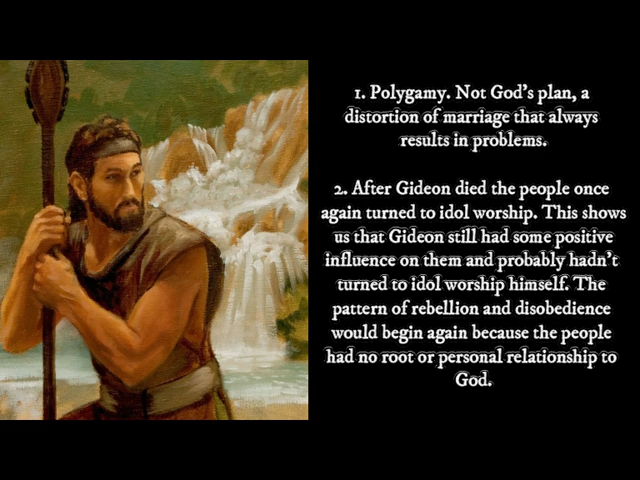 1. Polygamy. Not God's plan, a
distortion of marriage that always
results in problems.
2. After Gideon died the people once
again turned to idol worship. This shows
us that Gideon still had some positive
influence on them and probably hadn't
turned to idol worship himself. The
pattern of rebellion and disobedience
would begin again because the people
had no root or personal relationship to
God.